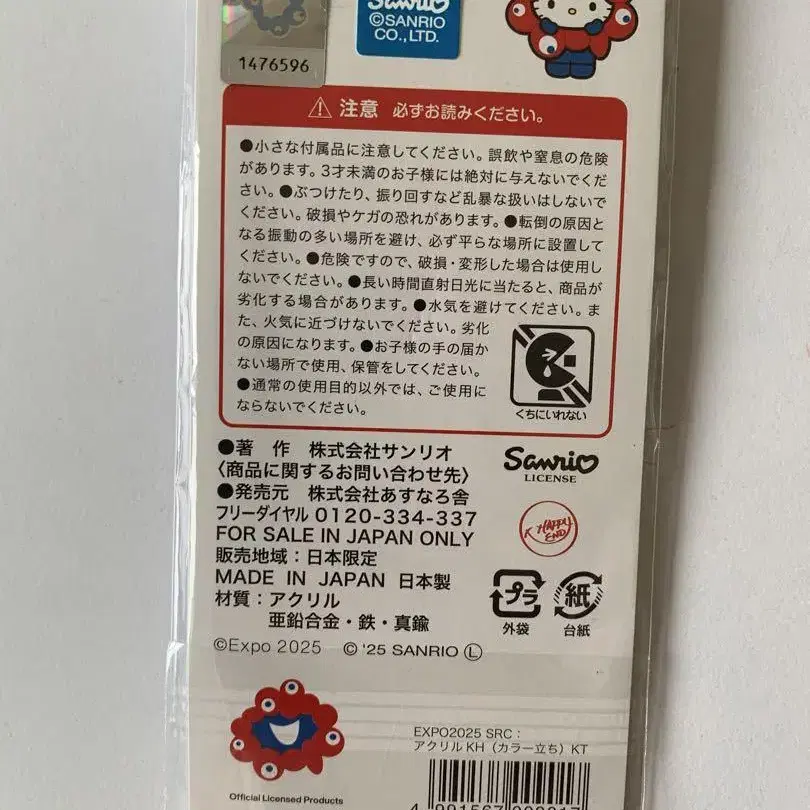 1476596
Sanrio
©SANRIO
CO.,LTD.
⚠ 注意 必ずお読みください。
●小さな付属品に注意してください。誤飲や窒息の危険
があります。3才未満のお子様には絶対に与えないでくだ
さい。●ぶつけたり、振り回すなど乱暴な扱いはしないで
ください。破損やケガの恐れがあります。●転倒の原因と
なる振動の多い場所を避け、必ず平らな場所に設置して
ください。●危険ですので、破損・変形した場合は使用し
ないでください。●長い時間直射日光に当たると、商品が
劣化する場合があります。●水気を避けてください。ま
た、火気に近づけないでください。劣化
の原因になります。●お子様の手の届か
ない場所で使用、保管をしてください。
●通常の使用目的以外では、ご使用に
ならないでください。
くちにいれない
●著 作 株式会社サンリオ
〈商品に関するお問い合わせ先〉
●発売元 株式会社あすなろ舎
フリーダイヤル 0120-334-337
FOR SALE IN JAPAN ONLY
販売地域：日本限定
MADE IN JAPAN 日本製
材質：アクリル
亜鉛合金・鉄・真鍮
©Expo 2025 © '25 SANRIO Ⓛ
Sanrio
LICENSE
HAPPY
END
プラ
外袋
紙
台紙
EXPO2025 SRC：
アクリルKH（カラー立ち）KT
Official Licensed Products